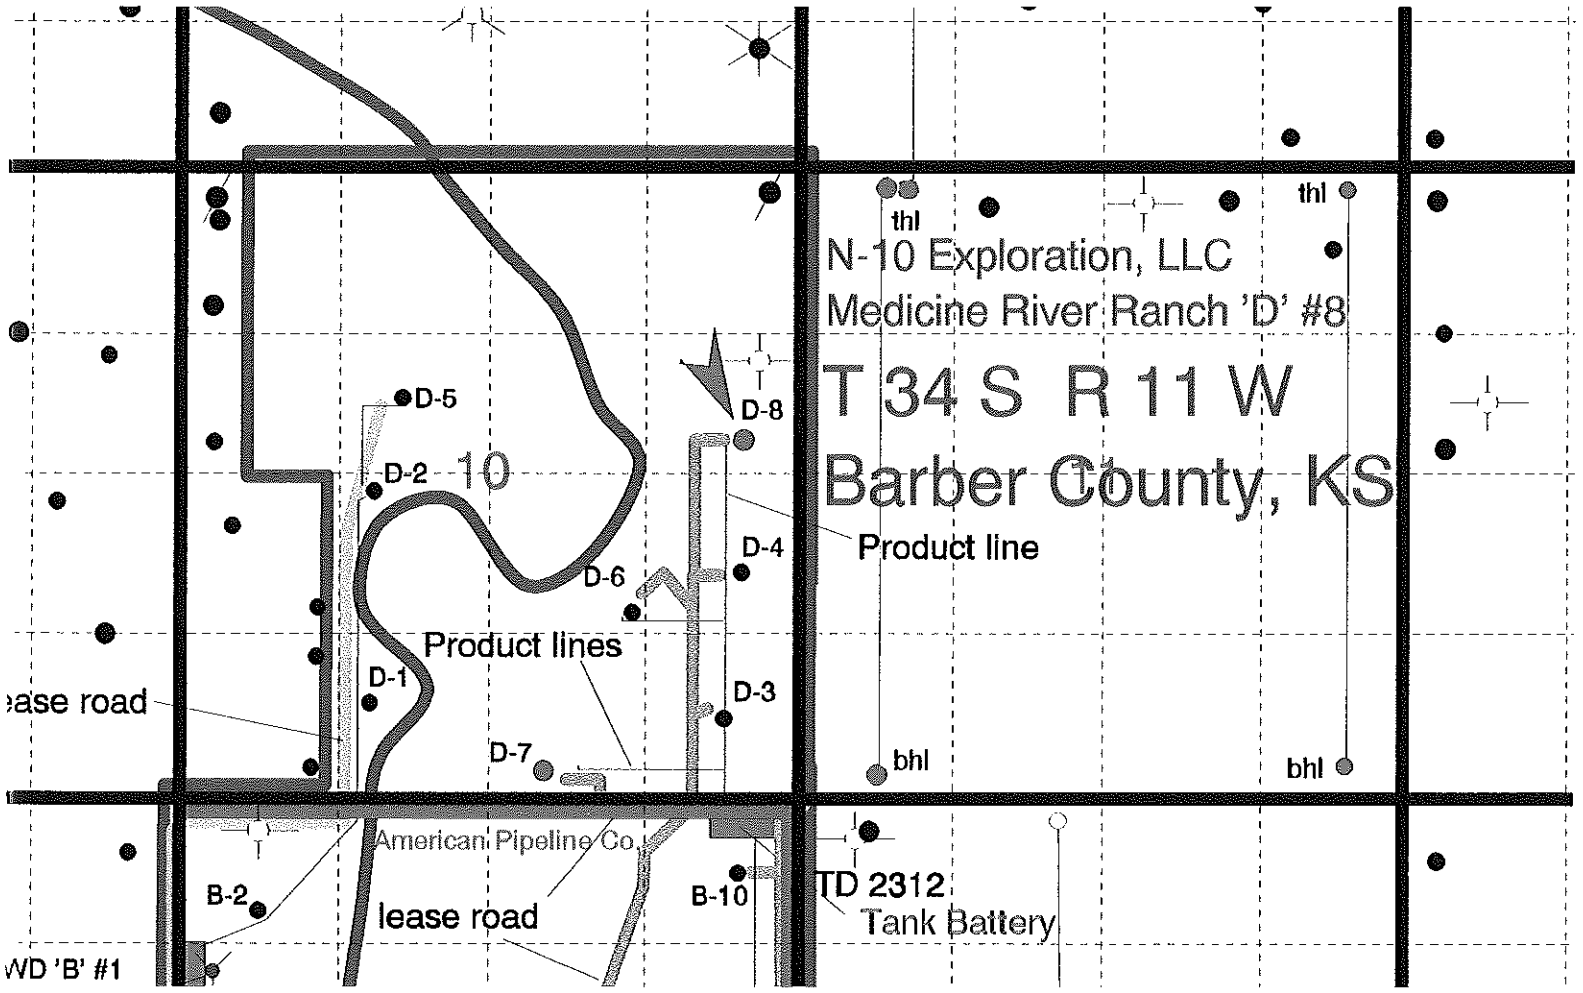 thl
thl
N-10 Exploration, LLC
Medicine River Ranch 'D' #8
T 34 S R 11 W
Barber County, KS
11
D-5
D-8
D-2
10
D-4
Product line
D-6
Product lines
D-1
D-3
ease road
D-7
bhl
bhl
American Pipeline Co.
B-2
B-10
TD 2312
lease road
Tank Battery
WD 'B' #1